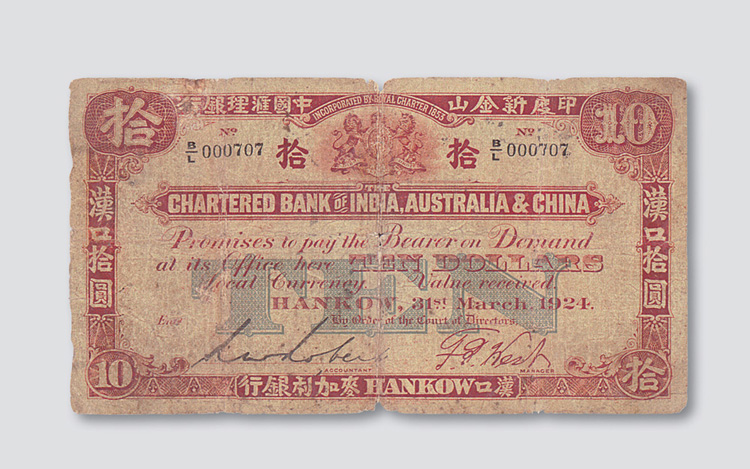 印度新金山 中國滙理銀行
INCORPORATED BY ROYAL CHARTER 1853
拾
10
Nº Nº
B/L 000707 拾 拾 B/L 000707
THE
CHARTERED BANK OF INDIA, AUSTRALIA & CHINA
Promises to pay the Bearer on Demand
at its Office here TEN DOLLARS
Local Currency Value received
HANKOW, 31st March, 1924.
By Order of the Court of Directors,
TEN
ACCOUNTANT MANAGER
漢口拾圓
漢口拾圓
10
漢口 HANKOW 麥加利銀行
拾